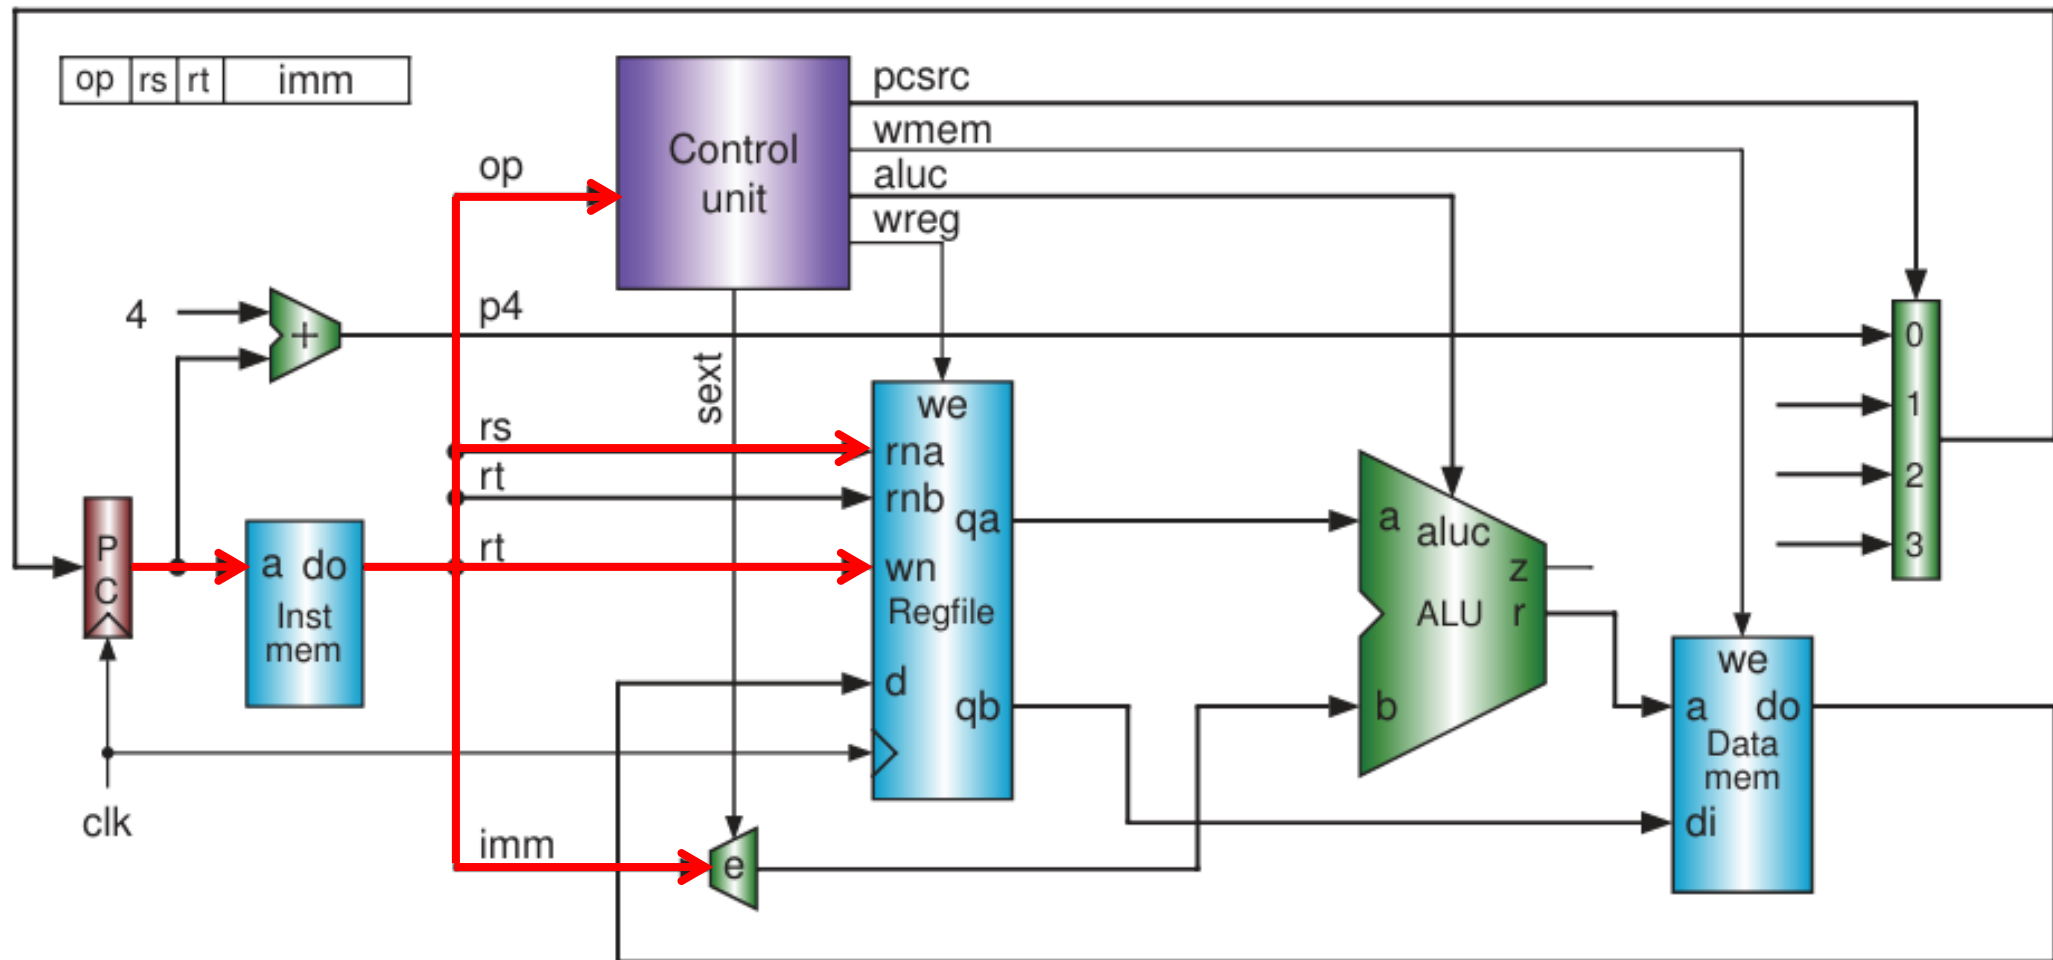 op rs rt imm
Control
unit
pcsrc
wmem
aluc
wreg
op
4
+
p4
sext
0
1
2
3
rs
rt
rt
we
rna
rnb
qa
wn
Regfile
d
qb
P
C
a do
Inst
mem
clk
imm
e
a
aluc
z
ALU r
b
we
a do
Data
mem
di